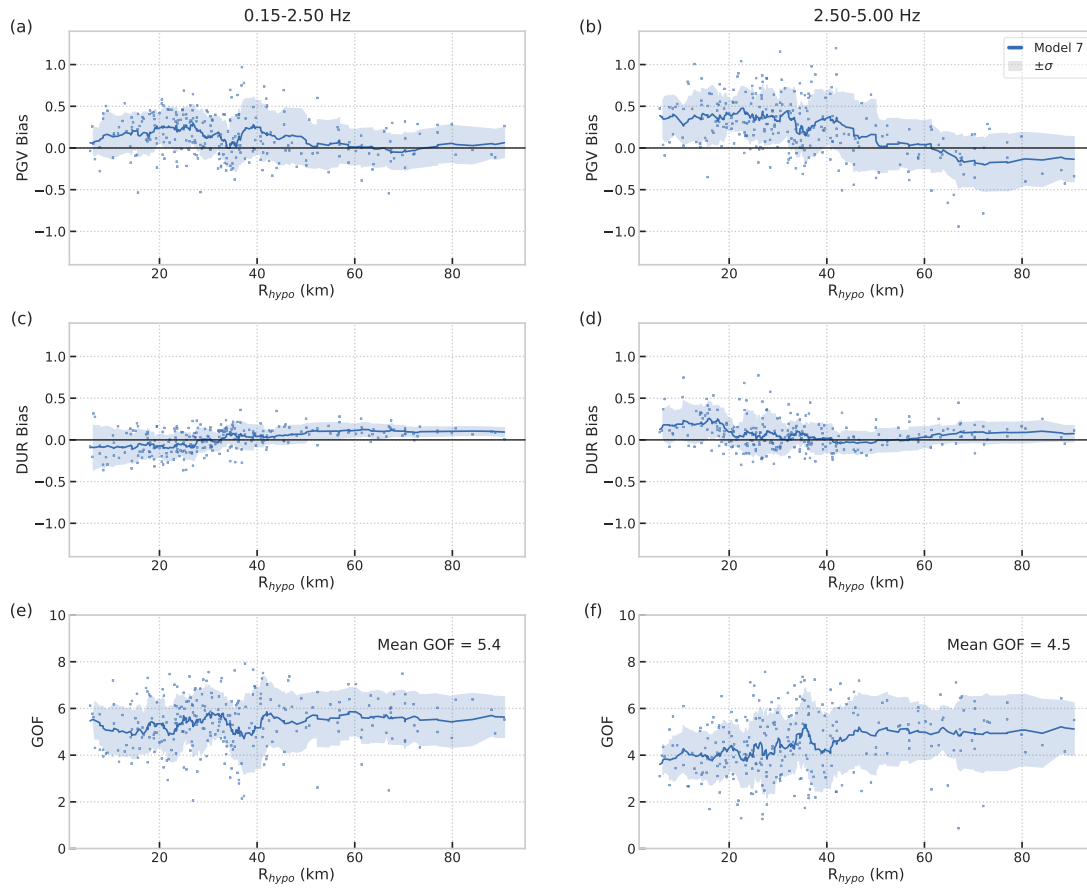 0.15-2.50 Hz
2.50-5.00 Hz
(a)
1.0
0.5
0.0
−0.5
−1.0
PGV Bias
20 40 60 80
R_hypo (km)
(b)
1.0
0.5
0.0
−0.5
−1.0
PGV Bias
Model 7
±σ
20 40 60 80
R_hypo (km)
(c)
1.0
0.5
0.0
−0.5
−1.0
DUR Bias
20 40 60 80
R_hypo (km)
(d)
1.0
0.5
0.0
−0.5
−1.0
DUR Bias
20 40 60 80
R_hypo (km)
(e)
10
8
6
4
2
0
GOF
Mean GOF = 5.4
20 40 60 80
R_hypo (km)
(f)
10
8
6
4
2
0
GOF
Mean GOF = 4.5
20 40 60 80
R_hypo (km)